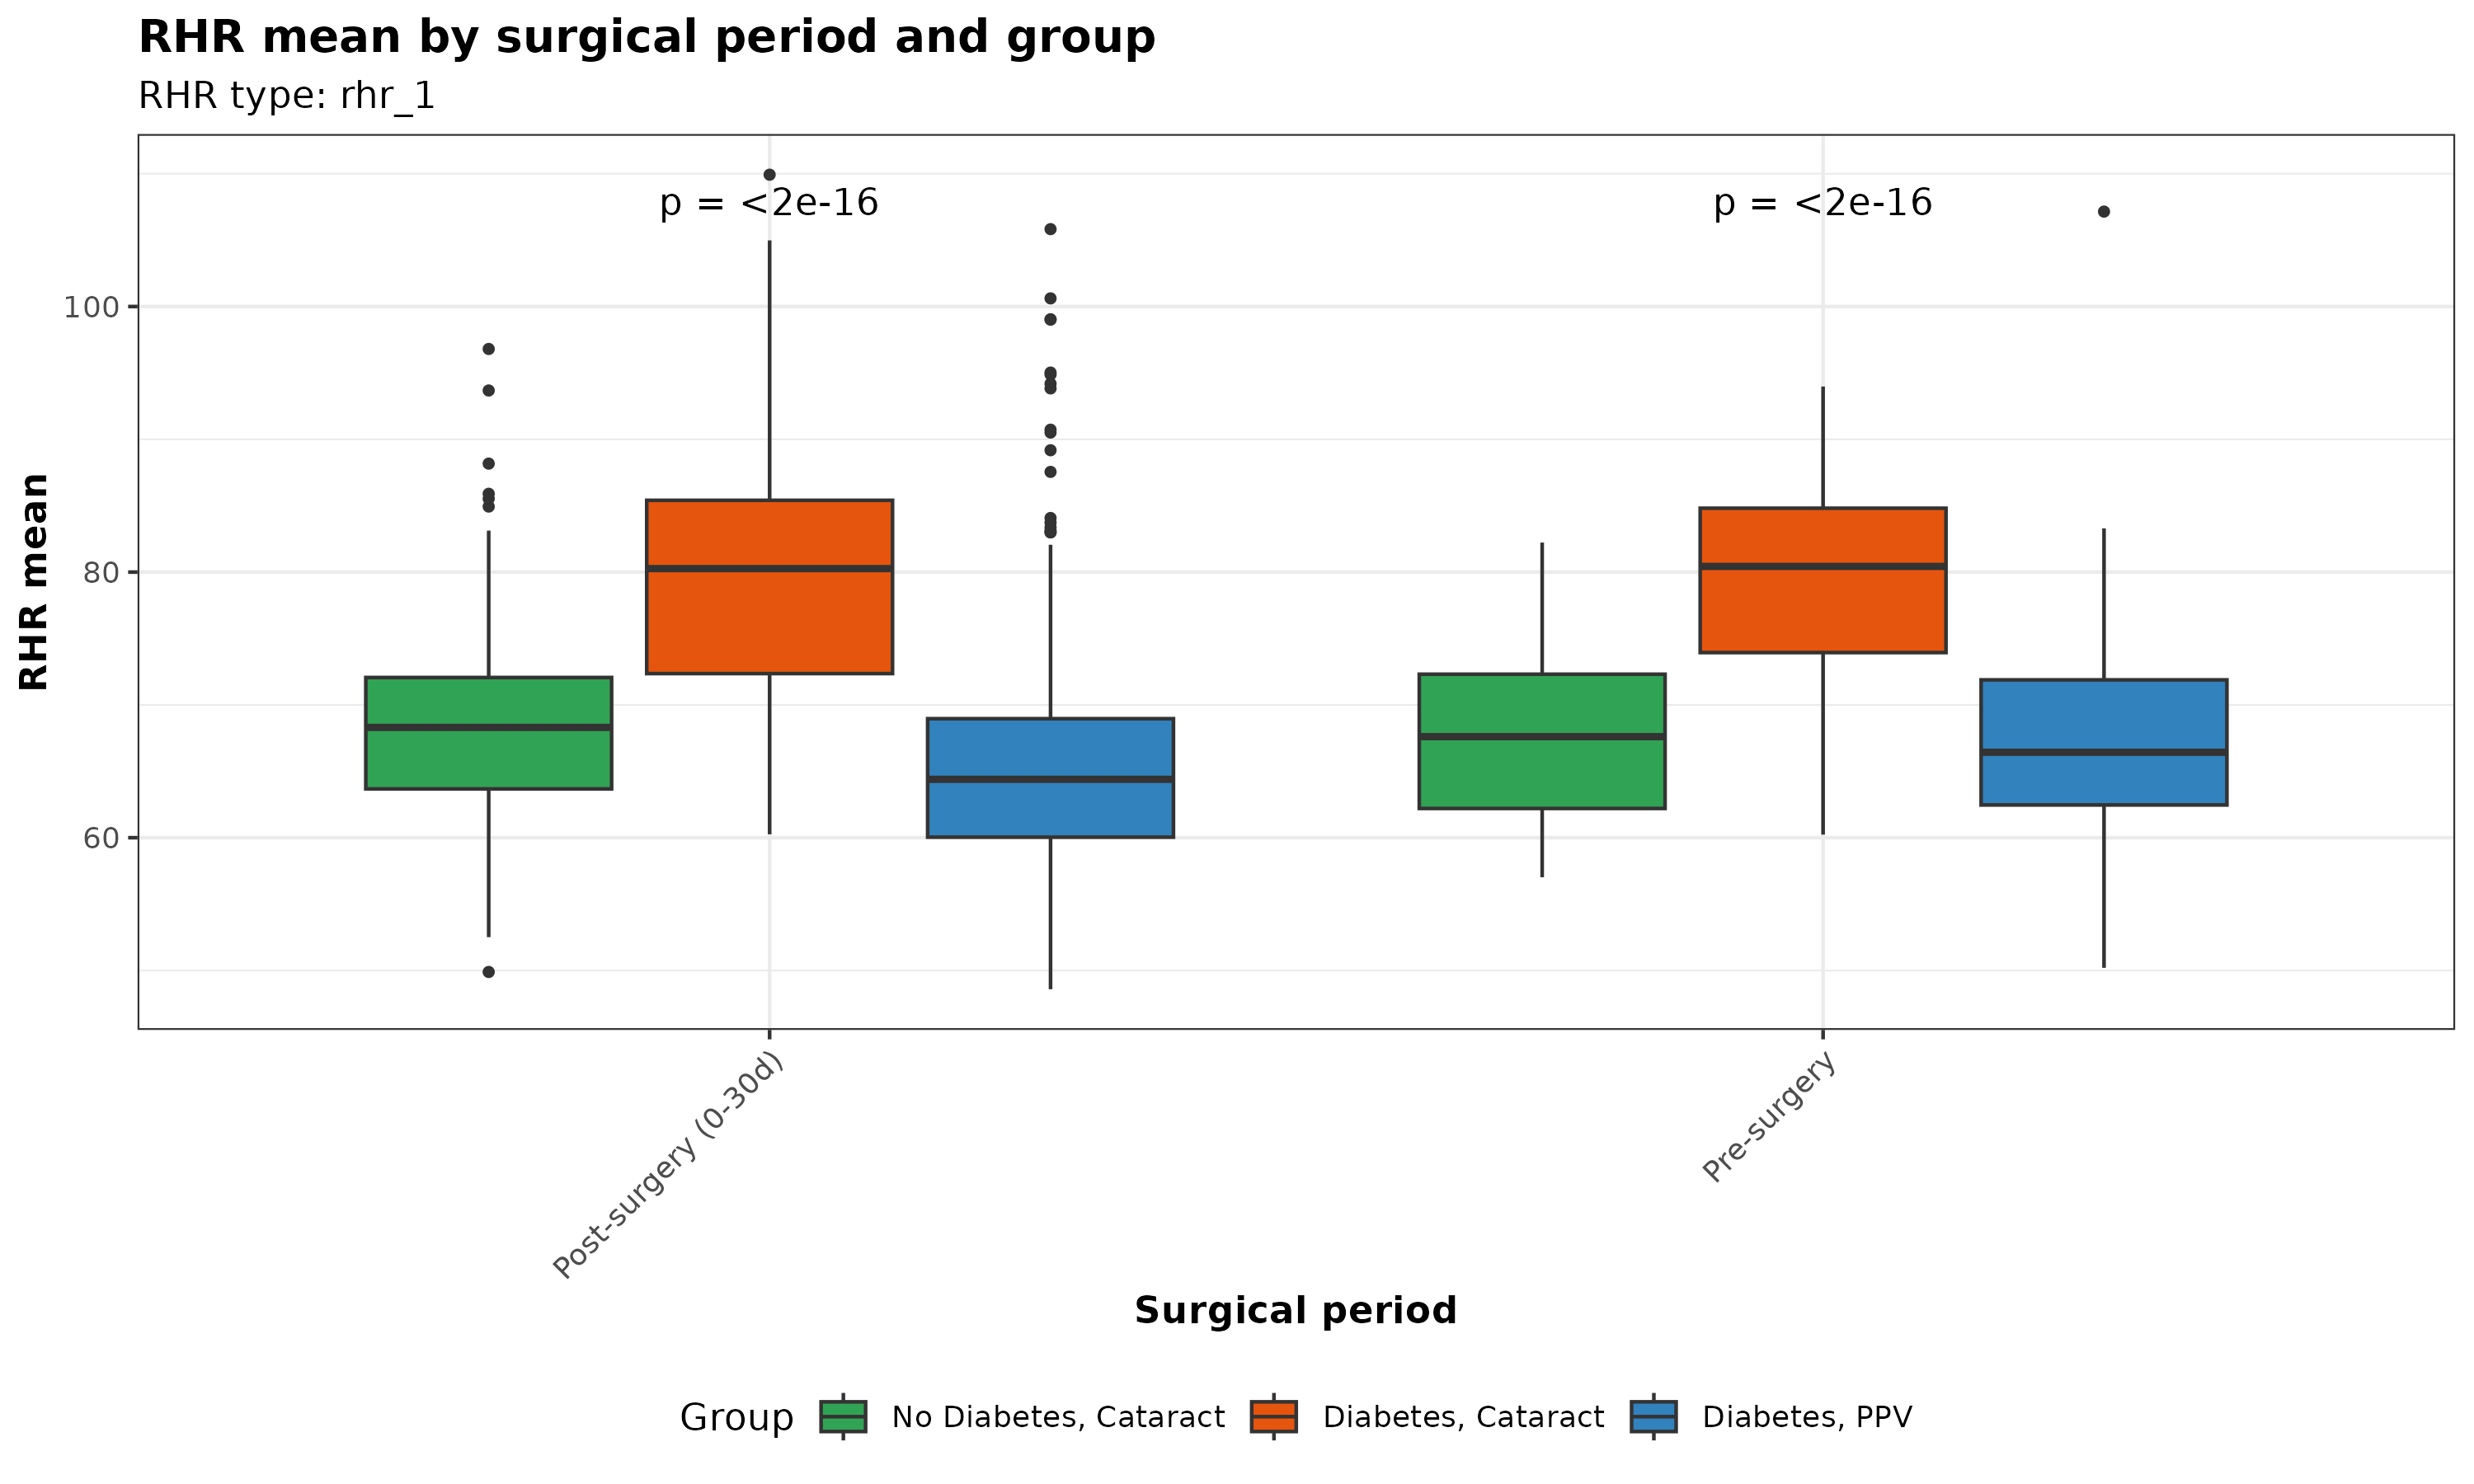 RHR mean by surgical period and group
RHR type: rhr_1
p = <2e-16
p = <2e-16
100
80
60
RHR mean
Post-surgery (0-30d)
Pre-surgery
Surgical period
Group No Diabetes, Cataract Diabetes, Cataract Diabetes, PPV